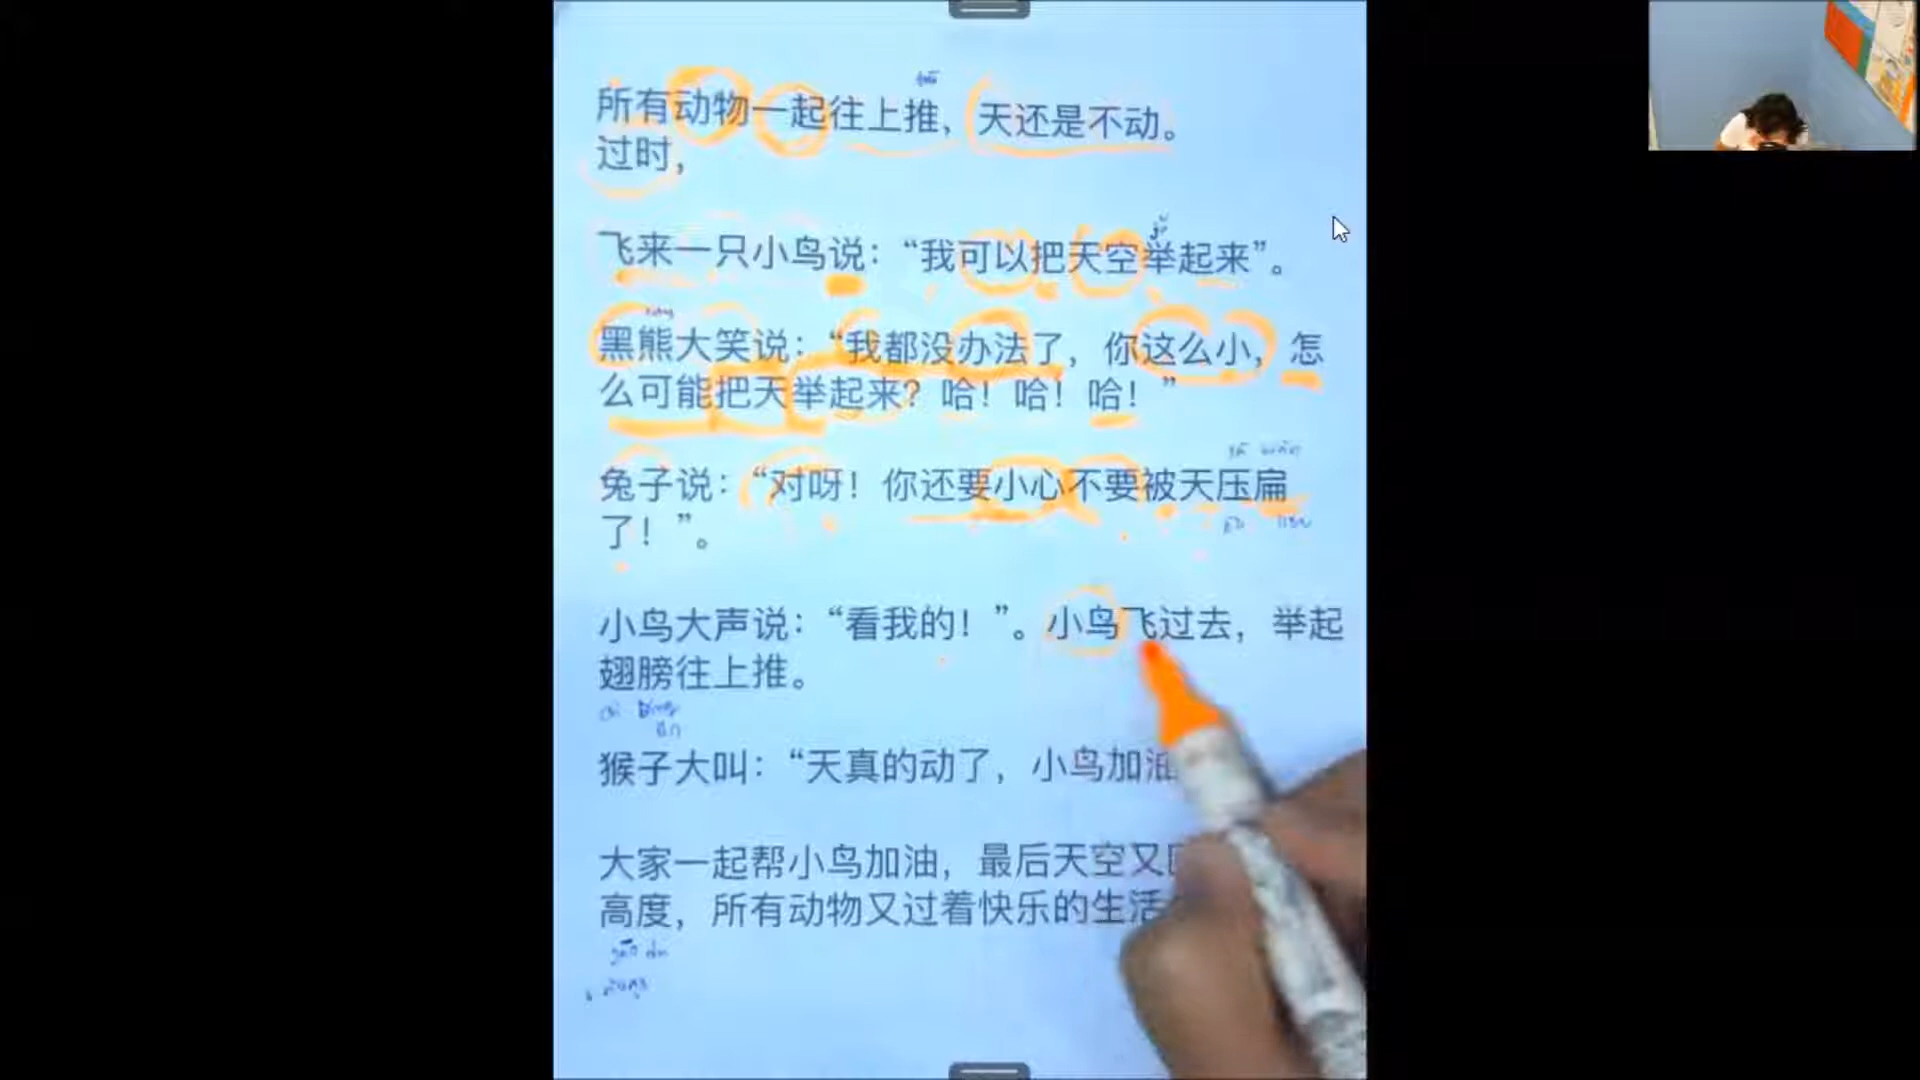 所有动物一起往上推，天还是不动。
过时，
飞来一只小鸟说：“我可以把天空举起来”。
黑熊大笑说：“我都没办法了，你这么小，怎
么可能把天举起来？哈！哈！哈！”
兔子说：“对呀！你还要小心不要被天压扁
了！”。
小鸟大声说：“看我的！”。小鸟飞过去，举起
翅膀往上推。
猴子大叫：“天真的动了，小鸟加油
大家一起帮小鸟加油，最后天空又
高度，所有动物又过着快乐的生活